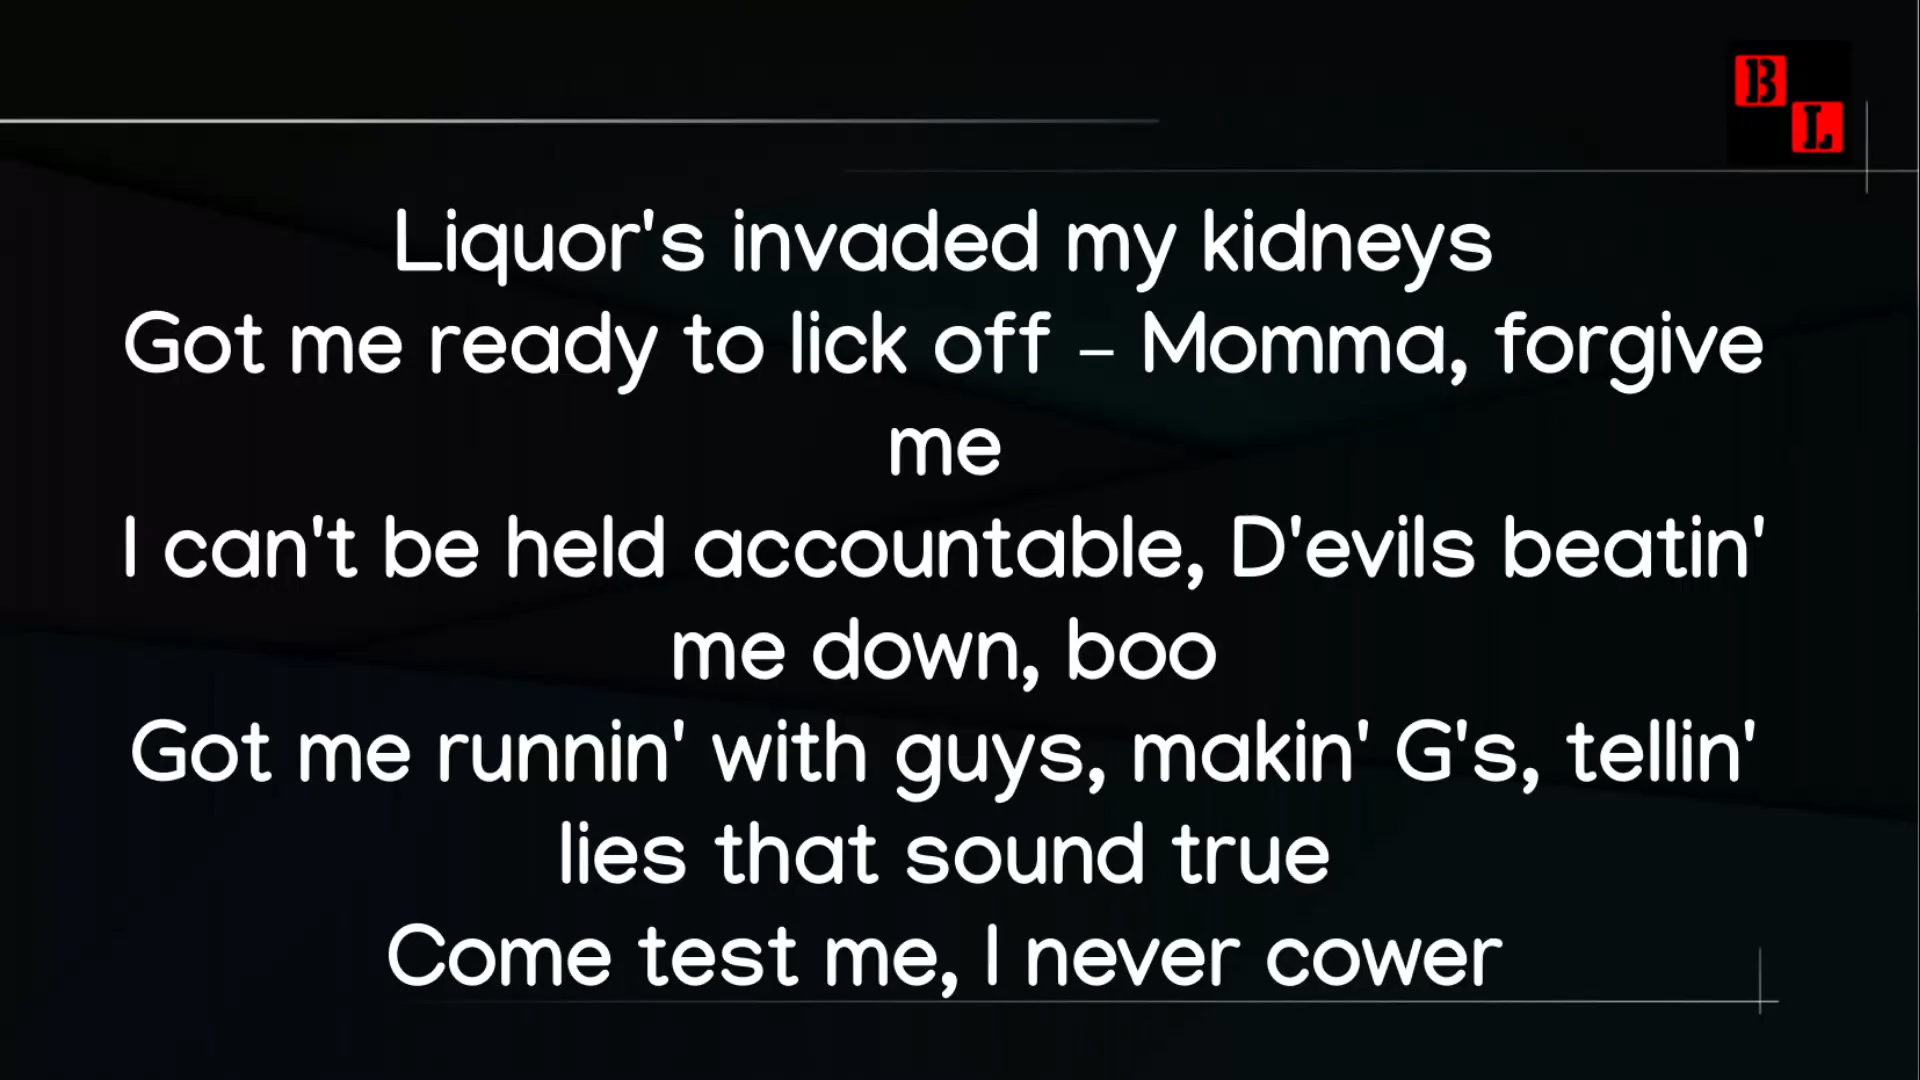 B
L
Liquor's invaded my kidneys
Got me ready to lick off – Momma, forgive
me
I can't be held accountable, D'evils beatin'
me down, boo
Got me runnin' with guys, makin' G's, tellin'
lies that sound true
Come test me, I never cower